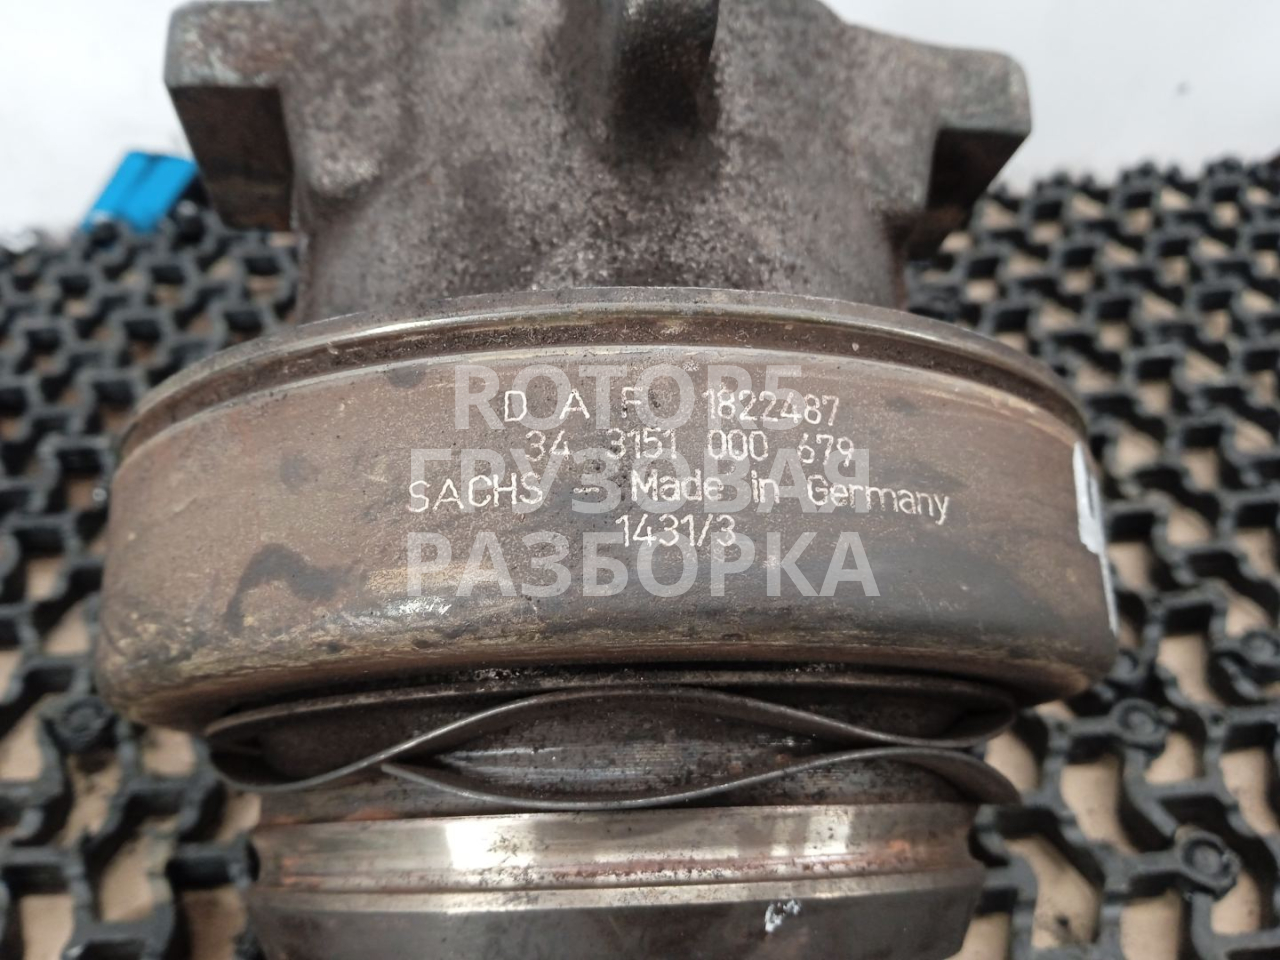 ROTOR5
ГРУЗОВАЯ
РАЗБОРКА
D A F 1822487
34 3151 000 679
SACHS - Made in Germany
1431/3